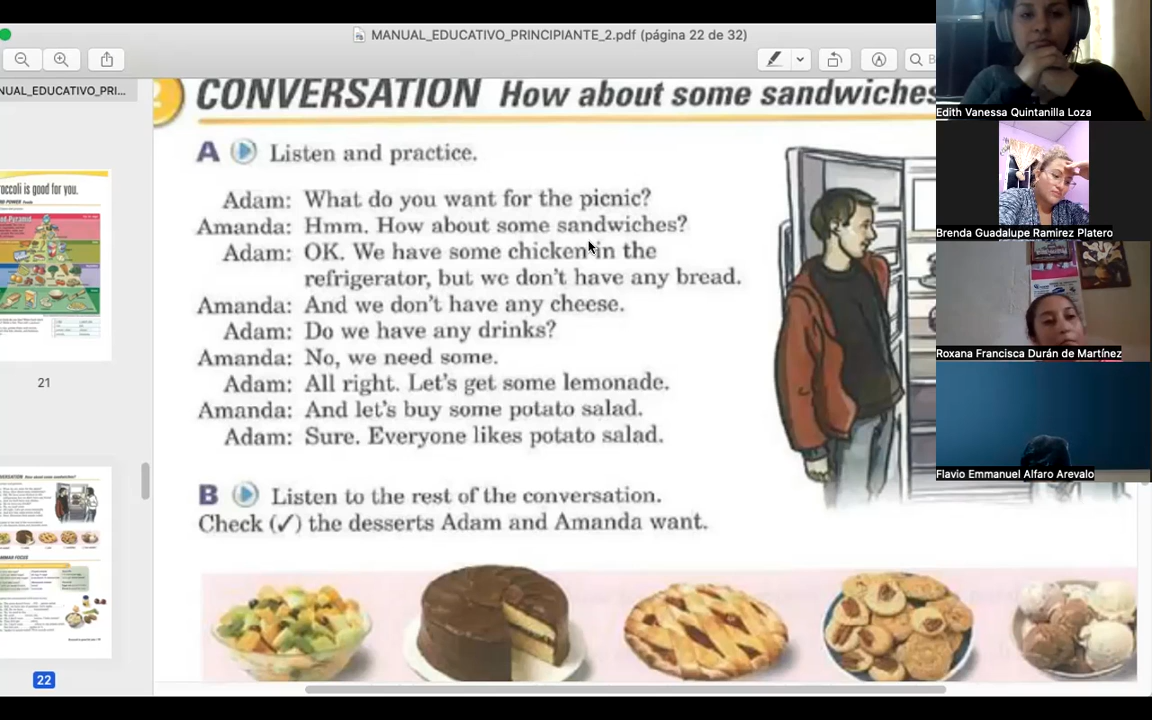 MANUAL_EDUCATIVO_PRINCIPIANTE_2.pdf (página 22 de 32)
NUAL_EDUCATIVO_PRI...
CONVERSATION How about some sandwiches
A Listen and practice.
Adam: What do you want for the picnic?
Amanda: Hmm. How about some sandwiches?
Adam: OK. We have some chicken in the
refrigerator, but we don't have any bread.
Amanda: And we don't have any cheese.
Adam: Do we have any drinks?
Amanda: No, we need some.
Adam: All right. Let's get some lemonade.
Amanda: And let's buy some potato salad.
Adam: Sure. Everyone likes potato salad.
B Listen to the rest of the conversation.
Check (✓) the desserts Adam and Amanda want.
roccoli is good for you.
21
22
Edith Vanessa Quintanilla Loza
Brenda Guadalupe Ramirez Platero
Roxana Francisca Durán de Martínez
Flavio Emmanuel Alfaro Arevalo